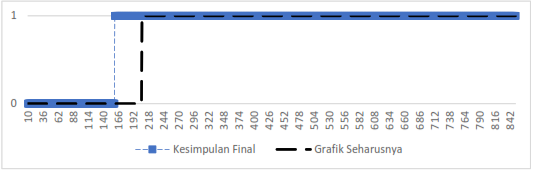 1
0
10 36 62 88 114 140 166 192 218 244 270 296 322 348 374 400 426 452 478 504 530 556 582 608 634 660 686 712 738 764 790 816 842
Kesimpulan Final Grafik Seharusnya